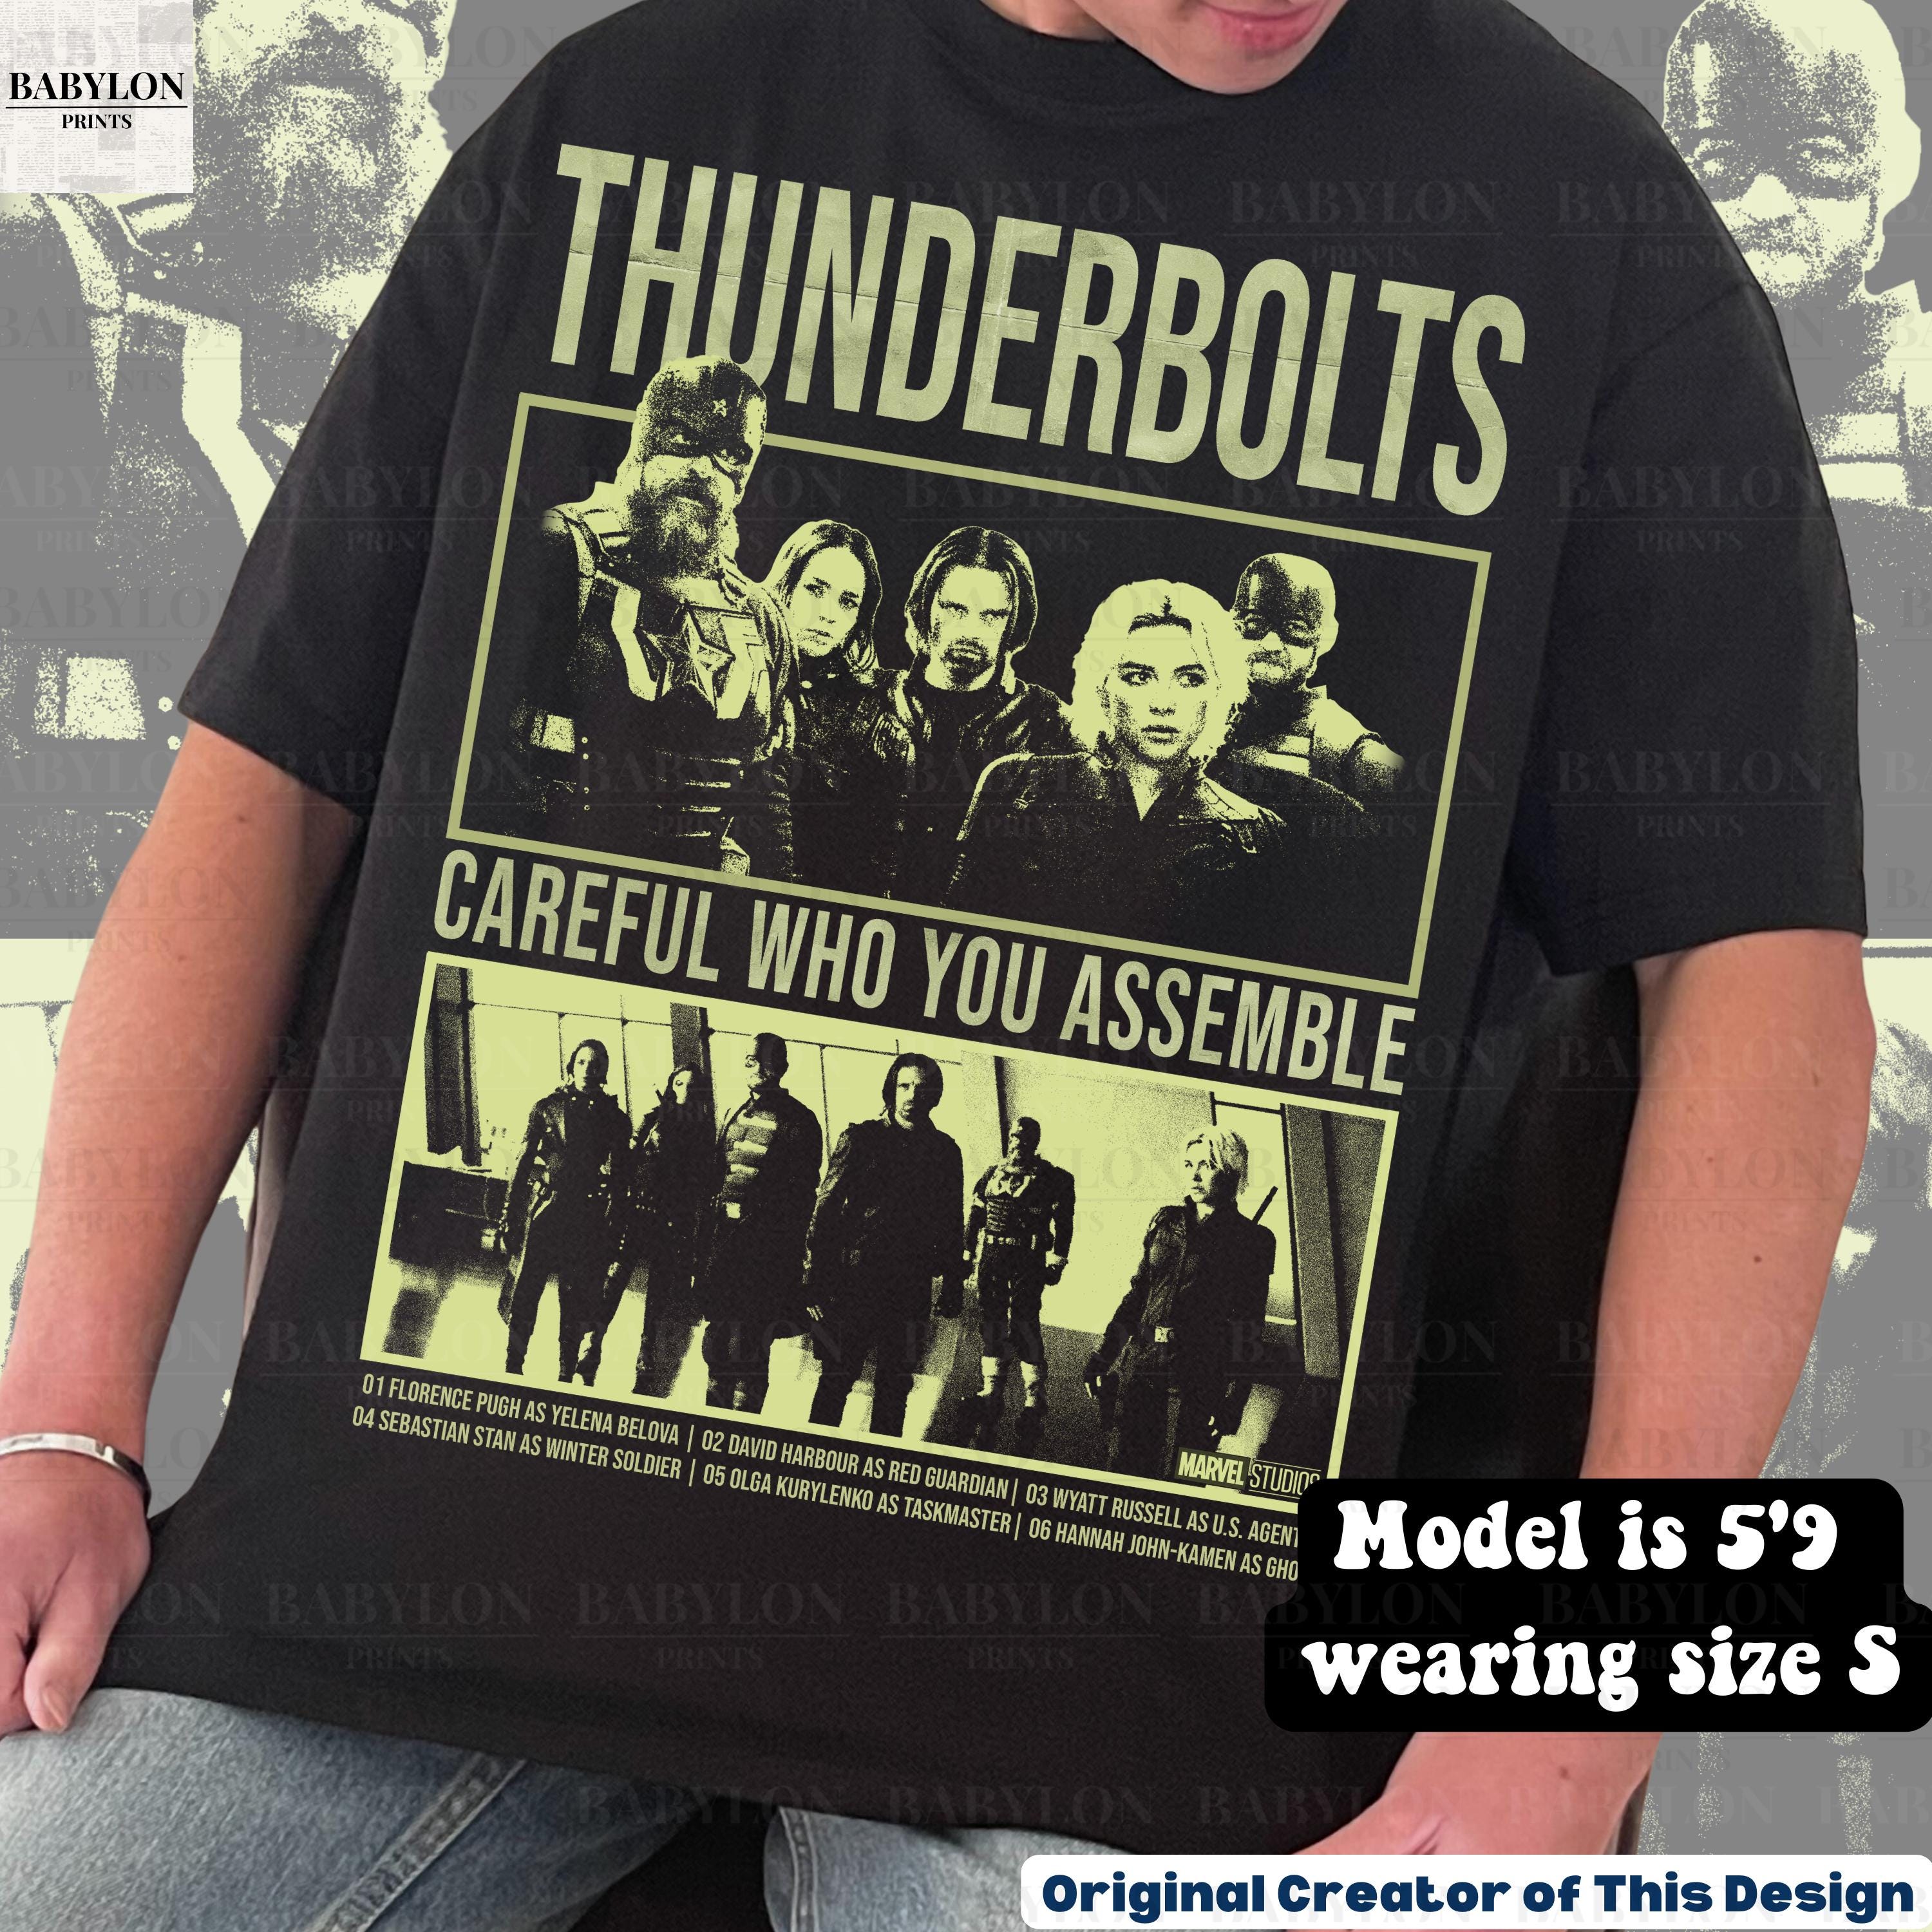 BABYLON
PRINTS
THUNDERBOLTS
CAREFUL WHO YOU ASSEMBLE
MARVEL STUDIOS
01 FLORENCE PUGH AS YELENA BELOVA | 02 DAVID HARBOUR AS RED GUARDIAN | 03 WYATT RUSSELL AS U.S. AGENT
04 SEBASTIAN STAN AS WINTER SOLDIER | 05 OLGA KURYLENKO AS TASKMASTER | 06 HANNAH JOHN-KAMEN AS GHO
Model is 5'9
wearing size S
Original Creator of This Design